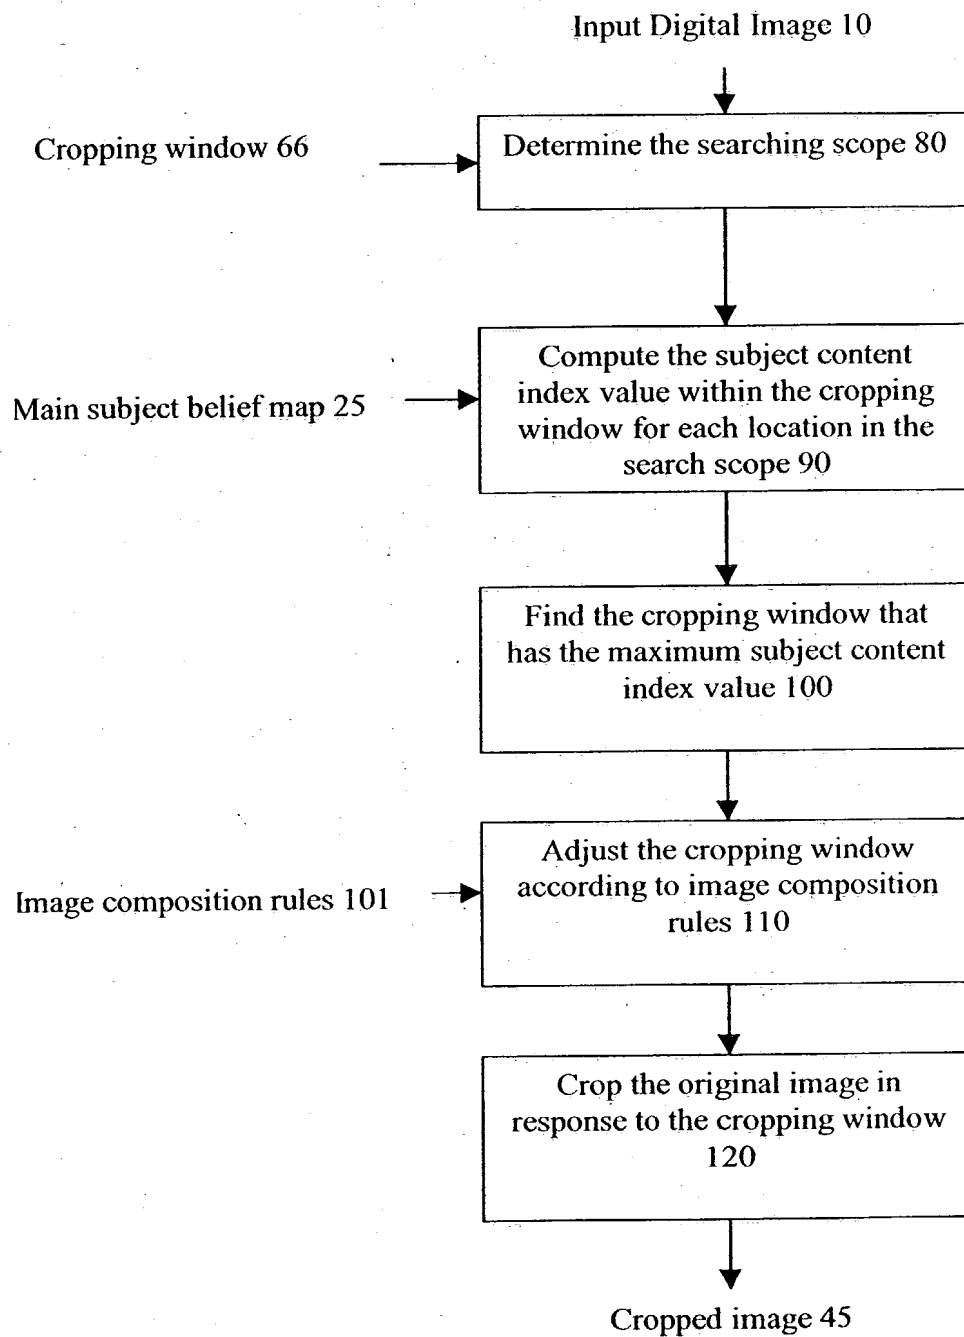 Input Digital Image 10
Cropping window 66
Determine the searching scope 80
Compute the subject content
index value within the cropping
window for each location in the
search scope 90
Main subject belief map 25
Find the cropping window that
has the maximum subject content
index value 100
Adjust the cropping window
according to image composition
rules 110
Image composition rules 101
Crop the original image in
response to the cropping window
120
Cropped image 45